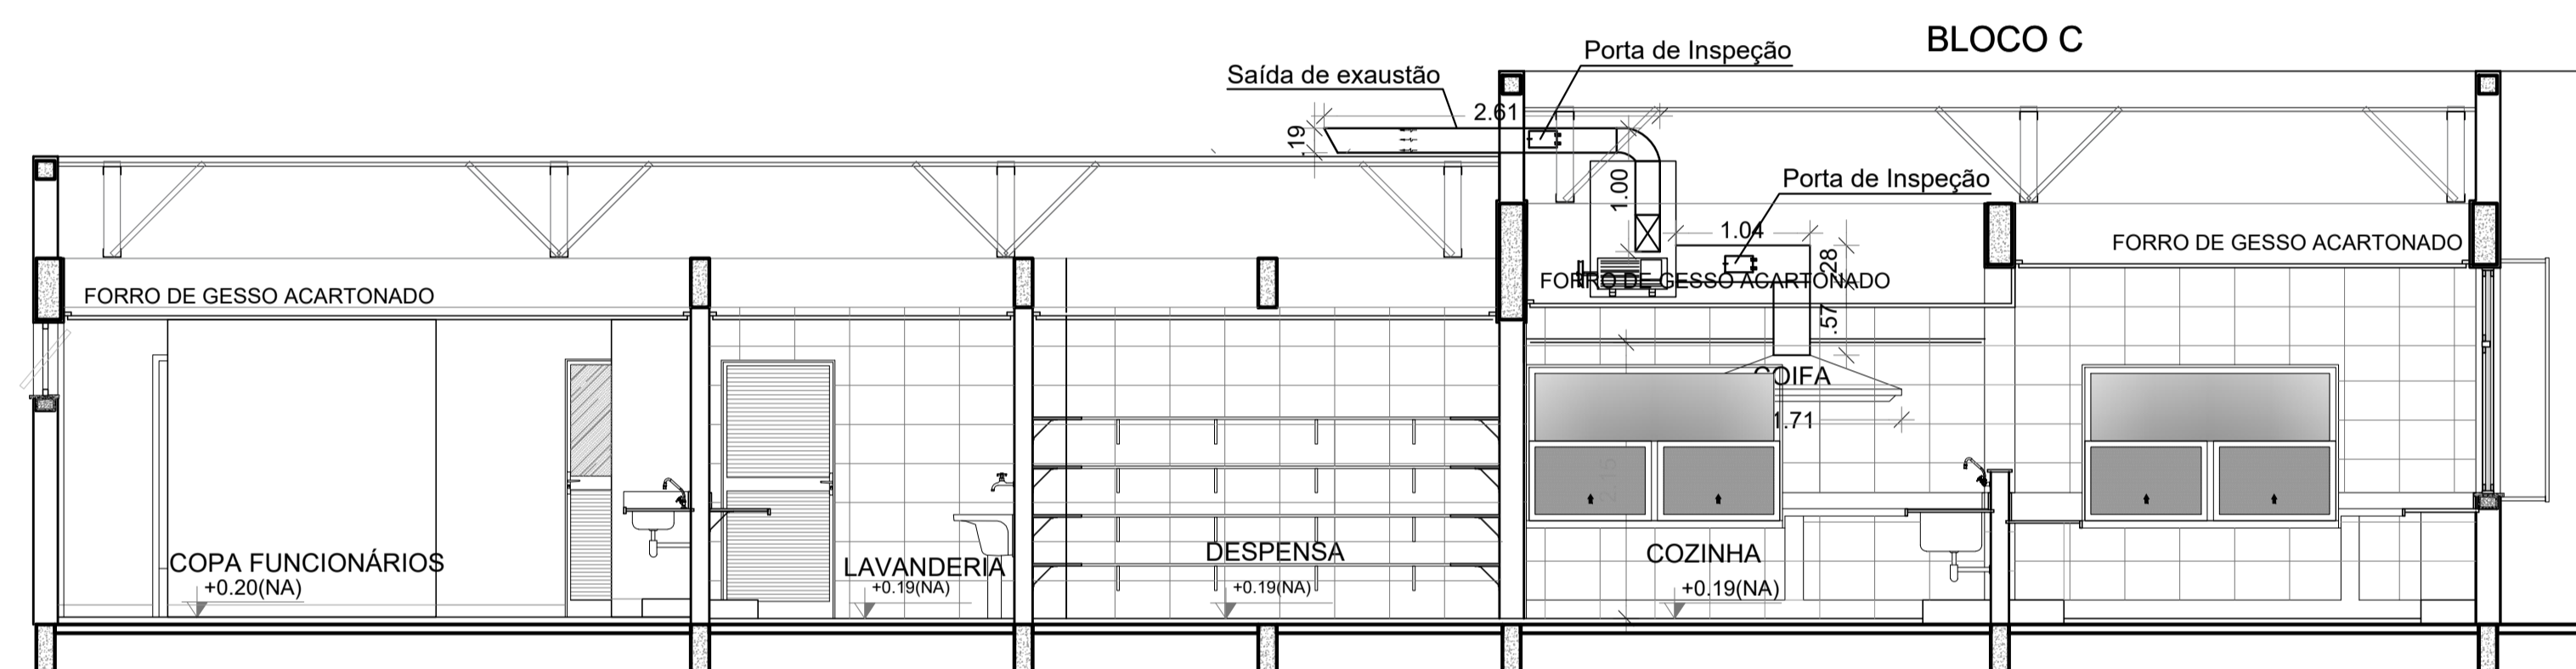 BLOCO C
Porta de Inspeção
Saída de exaustão
2.61
.19
1.00
Porta de Inspeção
1.04
.28
FORRO DE GESSO ACARTONADO
FORRO DE GESSO ACARTONADO
FORRO DE GESSO ACARTONADO
.57
COIFA
1.71
2.15
COPA FUNCIONÁRIOS
+0.20(NA)
LAVANDERIA
+0.19(NA)
DESPENSA
+0.19(NA)
COZINHA
+0.19(NA)